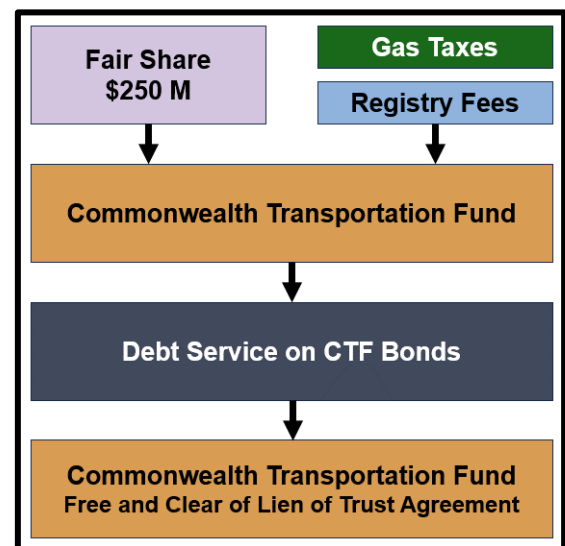 Fair Share
$250 M
Gas Taxes
Registry Fees
Commonwealth Transportation Fund
Debt Service on CTF Bonds
Commonwealth Transportation Fund
Free and Clear of Lien of Trust Agreement